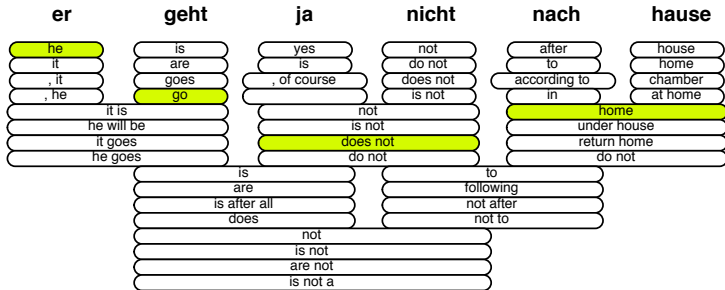 er geht ja nicht nach hause
he is yes not after house
it are is do not to home
, it goes , of course does not according to chamber
, he go is not in at home
it is not home
he will be is not under house
it goes does not return home
he goes do not do not
is to
are following
is after all not after
does not to
not
is not
are not
is not a